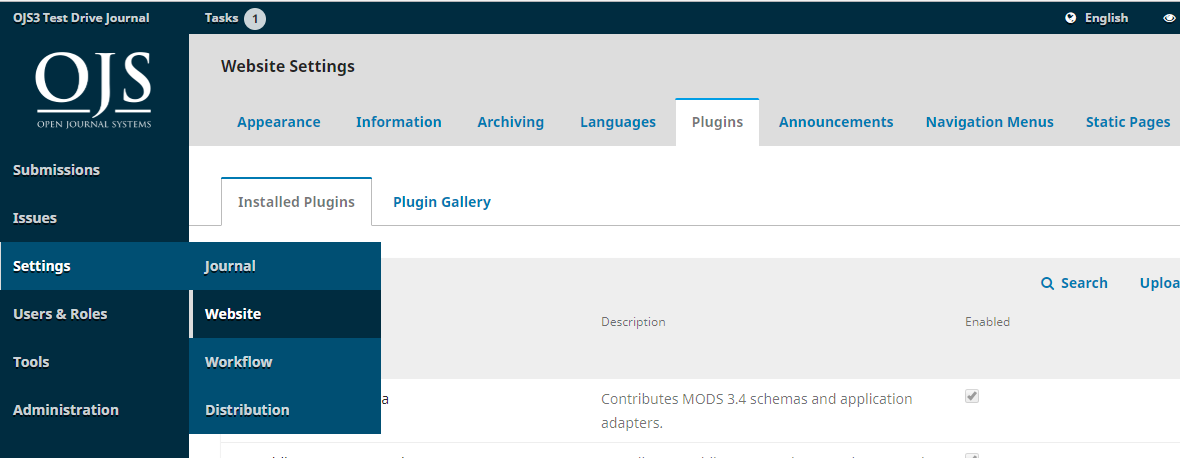 OJS3 Test Drive Journal
Tasks 1
English
OJS
OPEN JOURNAL SYSTEMS
Submissions
Issues
Settings
Users & Roles
Tools
Administration
Journal
Website
Workflow
Distribution
Website Settings
Appearance Information Archiving Languages Plugins Announcements Navigation Menus Static Pages
Installed Plugins Plugin Gallery
Search Uploa
Description Enabled
a Contributes MODS 3.4 schemas and application
adapters.